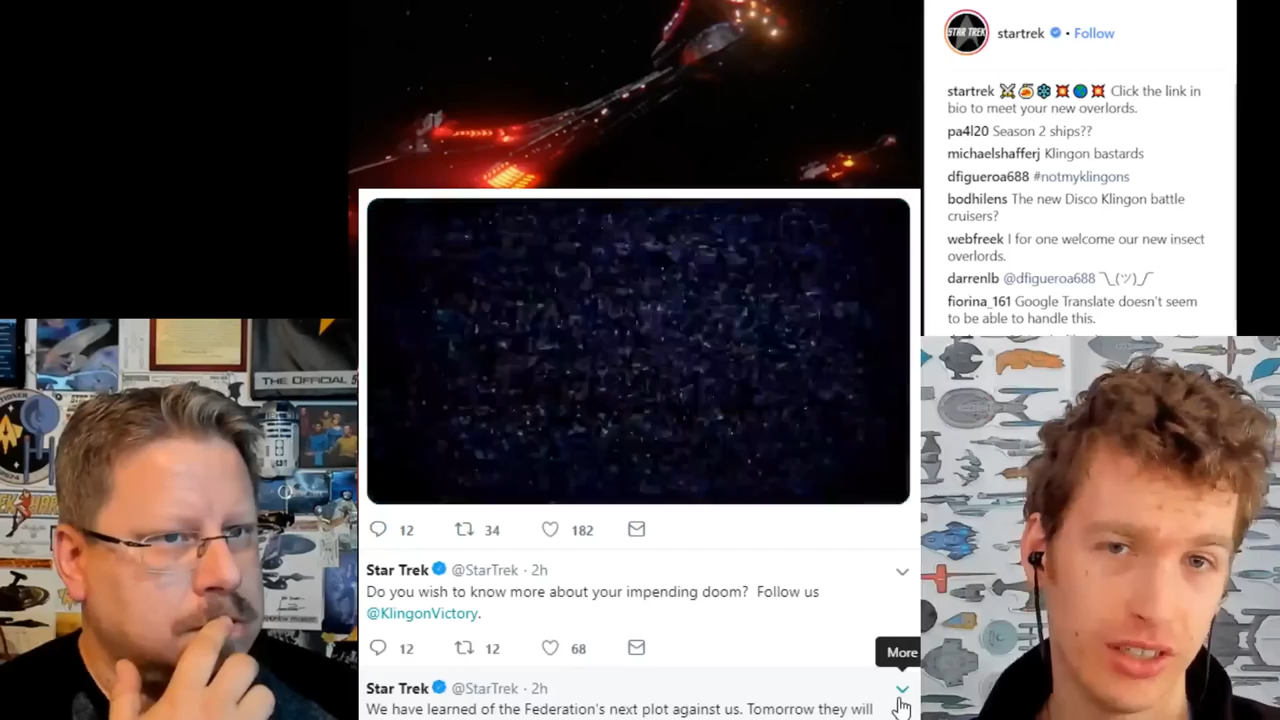 THE OFFICIAL
12 34 182
Star Trek @StarTrek · 2h
Do you wish to know more about your impending doom? Follow us
@KlingonVictory.
12 12 68
More
Star Trek @StarTrek · 2h
We have learned of the Federation's next plot against us. Tomorrow they will
STAR TREK
startrek • Follow
startrek ⚔ Click the link in
bio to meet your new overlords.
pa4l20 Season 2 ships??
michaelshafferj Klingon bastards
dfigueroa688 #notmyklingons
bodhilens The new Disco Klingon battle
cruisers?
webfreek I for one welcome our new insect
overlords.
darrenlb @dfigueroa688 ¯\_(ツ)_/¯
fiorina_161 Google Translate doesn't seem
to be able to handle this.